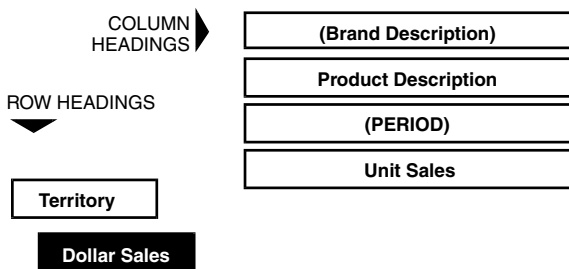 COLUMN
HEADINGS
(Brand Description)
Product Description
ROW HEADINGS
(PERIOD)
Unit Sales
Territory
Dollar Sales